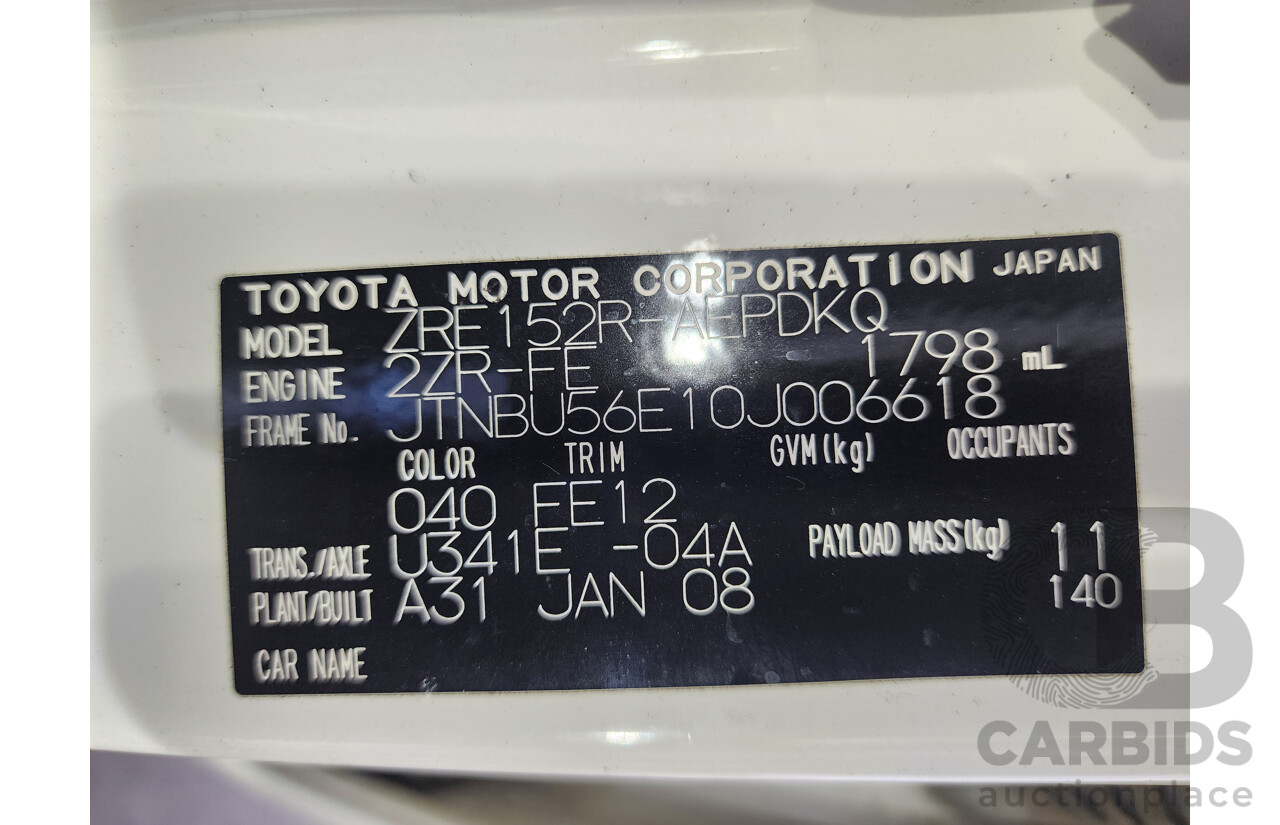 TOYOTA MOTOR CORPORATION JAPAN
MODEL ZRE152R-AEPDKQ
ENGINE 2ZR-FE 1798 mL
FRAME No. JTNBU56E10J006618
COLOR TRIM GVM(kg) OCCUPANTS
040 FE12
TRANS./AXLE U341E -04A PAYLOAD MASS(kg) 11
PLANT/BUILT A31 JAN 08 140
CAR NAME
CARBIDS
auctionplace